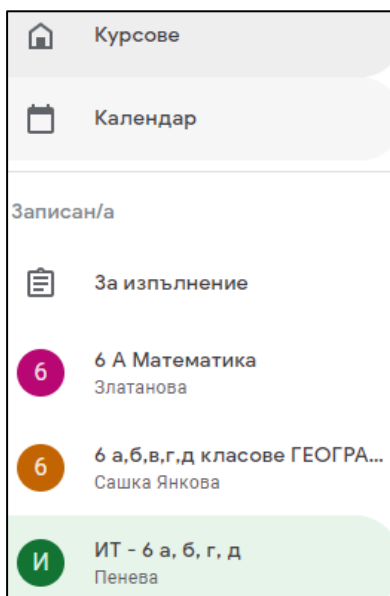 Курсове
Календар
Записан/а
За изпълнение
6
6 А Математика
Златанова
6
6 а,б,в,г,д класове ГЕОГРА...
Сашка Янкова
И
ИТ - 6 а, б, г, д
Пенева